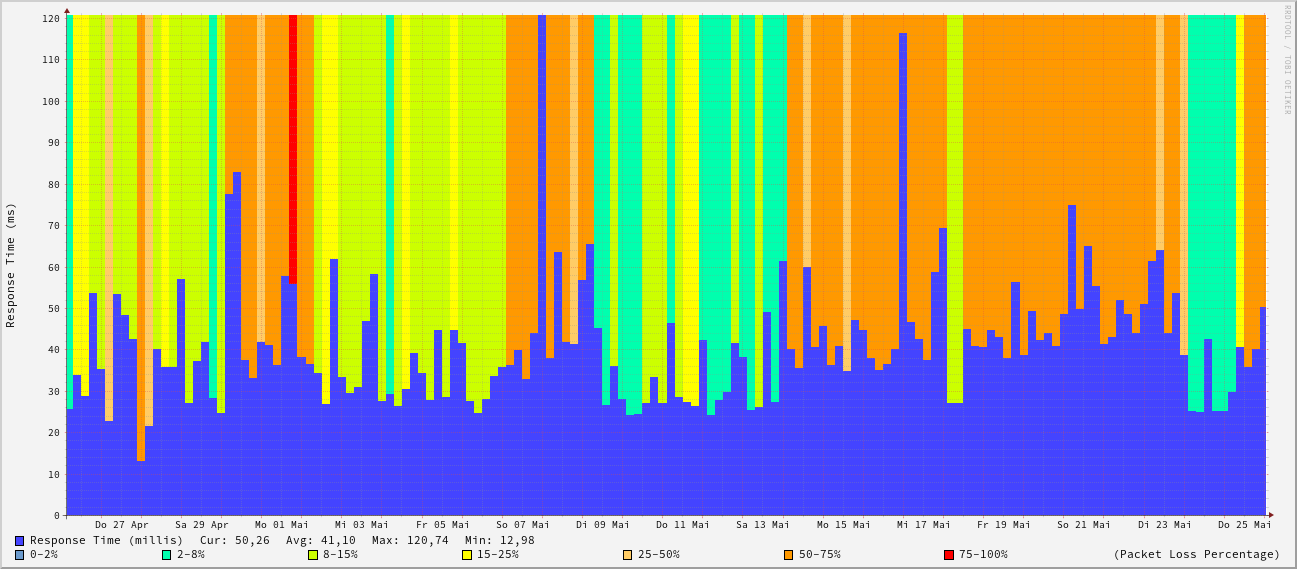 RRDTOOL / TOBI OETIKER
Response Time (ms)
120
110
100
90
80
70
60
50
40
30
20
10
0
Do 27 Apr Sa 29 Apr Mo 01 Mai Mi 03 Mai Fr 05 Mai So 07 Mai Di 09 Mai Do 11 Mai Sa 13 Mai Mo 15 Mai Mi 17 Mai Fr 19 Mai So 21 Mai Di 23 Mai Do 25 Mai
Response Time (millis) Cur: 50,26 Avg: 41,10 Max: 120,74 Min: 12,98
0-2% 2-8% 8-15% 15-25% 25-50% 50-75% 75-100% (Packet Loss Percentage)